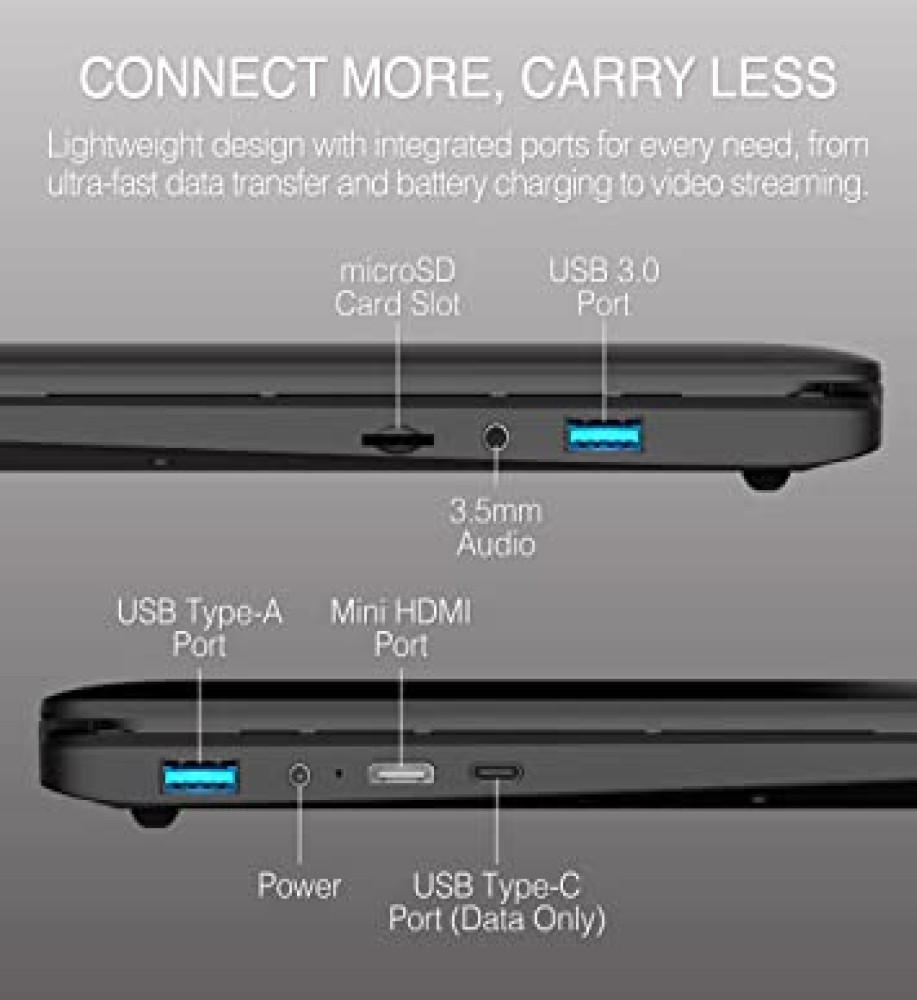 CONNECT MORE, CARRY LESS
Lightweight design with integrated ports for every need, from
ultra-fast data transfer and battery charging to video streaming.
microSD
Card Slot
USB 3.0
Port
3.5mm
Audio
USB Type-A
Port
Mini HDMI
Port
Power
USB Type-C
Port (Data Only)